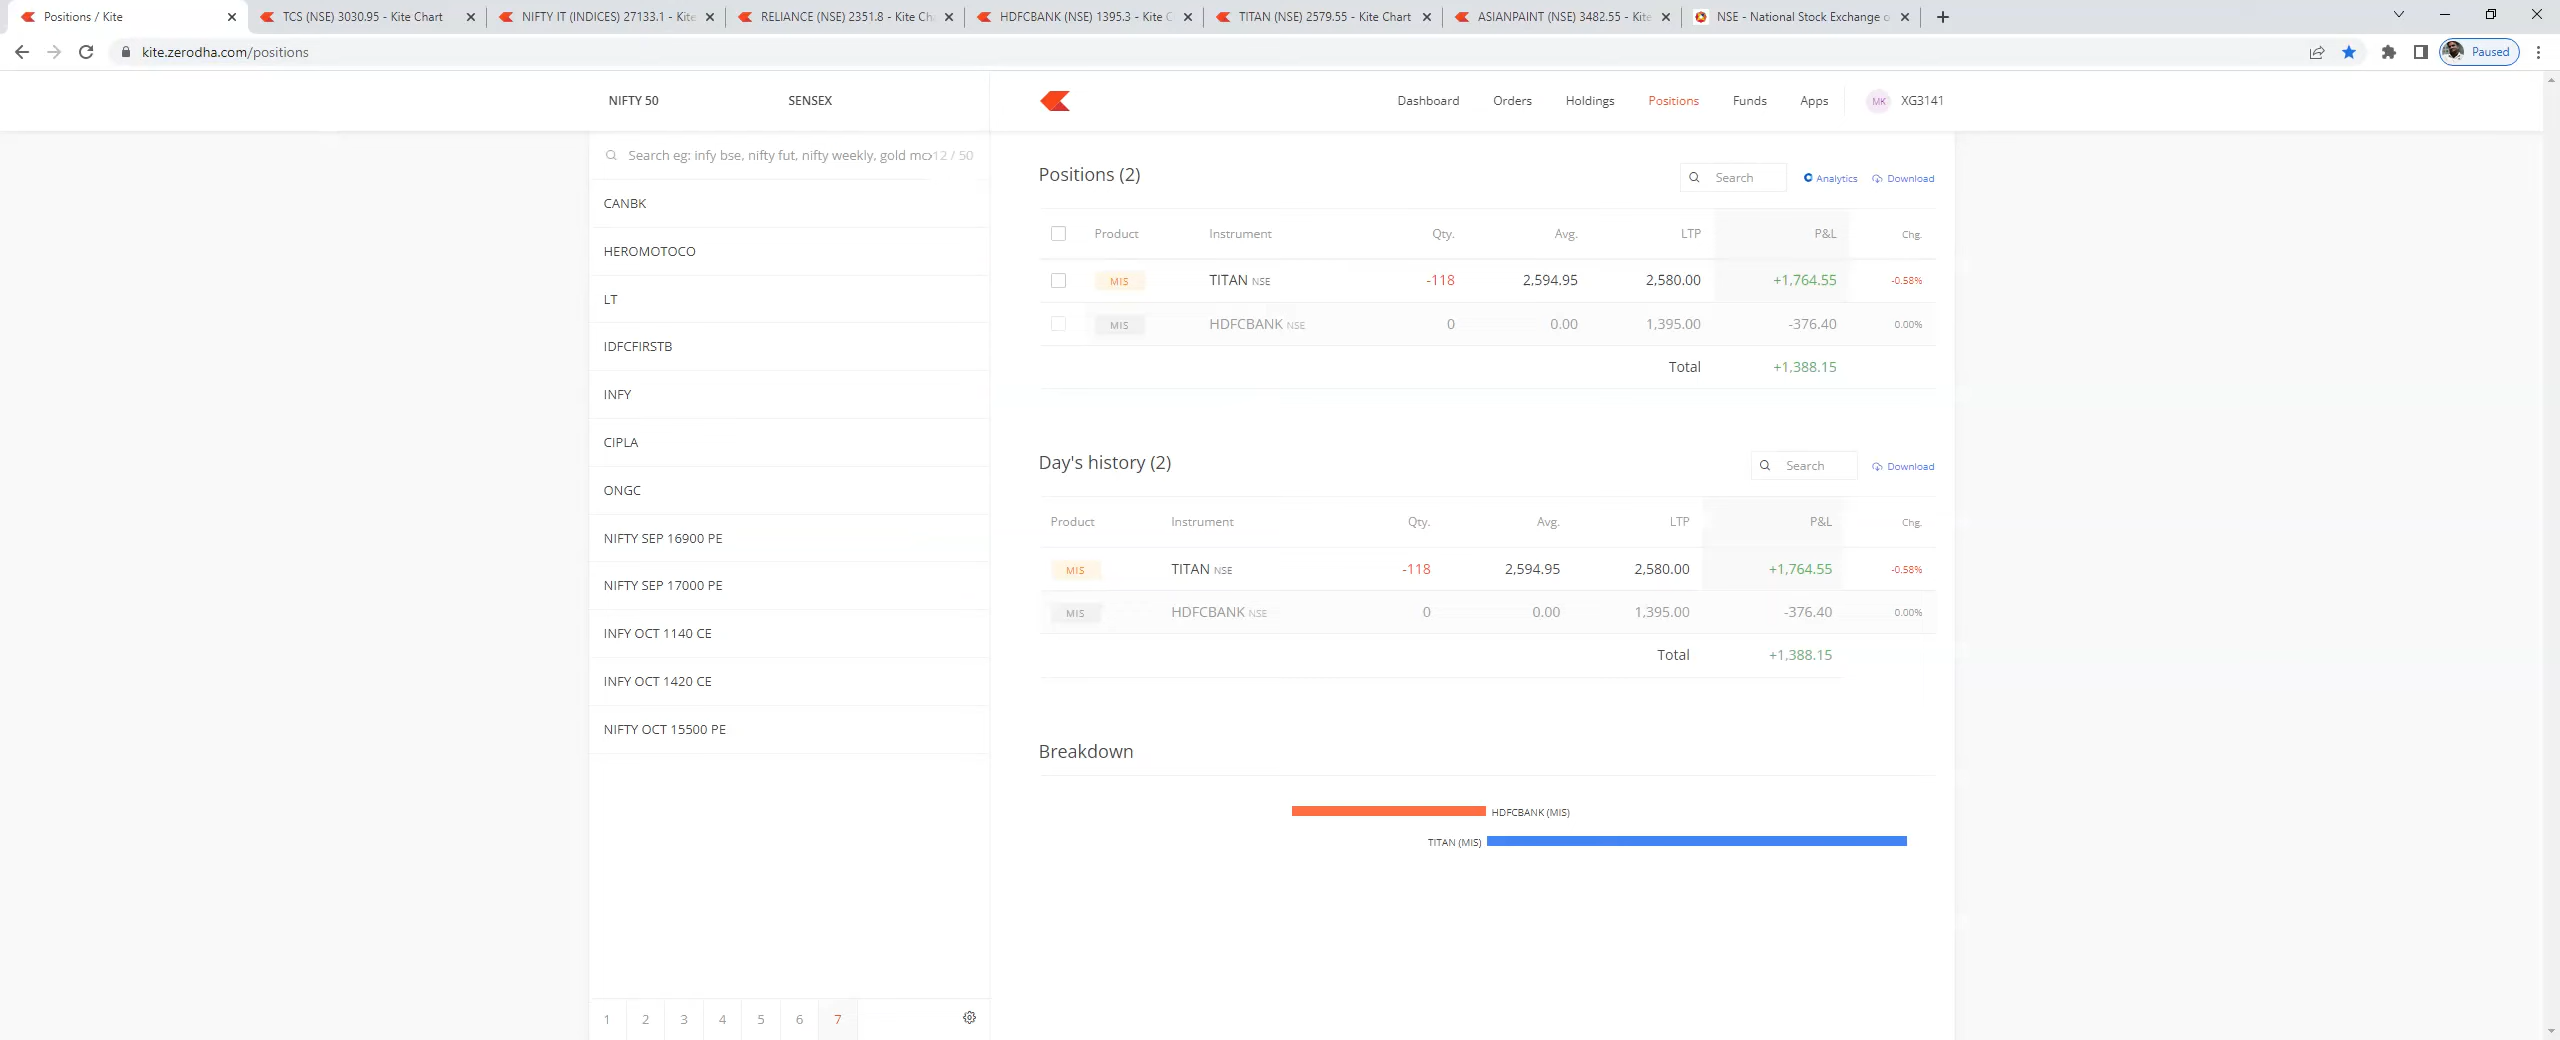 Positions / Kite
TCS (NSE) 3030.95 - Kite Chart
NIFTY IT (INDICES) 27133.1 - Kite
RELIANCE (NSE) 2351.8 - Kite Ch
HDFCBANK (NSE) 1395.3 - Kite C
TITAN (NSE) 2579.55 - Kite Chart
ASIANPAINT (NSE) 3482.55 - Kite
NSE - National Stock Exchange o
kite.zerodha.com/positions
Paused
NIFTY 50
SENSEX
Dashboard
Orders
Holdings
Positions
Funds
Apps
MK
XG3141
Search eg: infy bse, nifty fut, nifty weekly, gold mcx
12 / 50
CANBK
HEROMOTOCO
LT
IDFCFIRSTB
INFY
CIPLA
ONGC
NIFTY SEP 16900 PE
NIFTY SEP 17000 PE
INFY OCT 1140 CE
INFY OCT 1420 CE
NIFTY OCT 15500 PE
1 2 3 4 5 6 7
Positions (2)
Search
Analytics
Download
Product Instrument Qty. Avg. LTP P&L Chg.
MIS TITAN NSE -118 2,594.95 2,580.00 +1,764.55 -0.58%
MIS HDFCBANK NSE 0 0.00 1,395.00 -376.40 0.00%
Total +1,388.15
Day's history (2)
Search
Download
Product Instrument Qty. Avg. LTP P&L Chg.
MIS TITAN NSE -118 2,594.95 2,580.00 +1,764.55 -0.58%
MIS HDFCBANK NSE 0 0.00 1,395.00 -376.40 0.00%
Total +1,388.15
Breakdown
HDFCBANK (MIS)
TITAN (MIS)